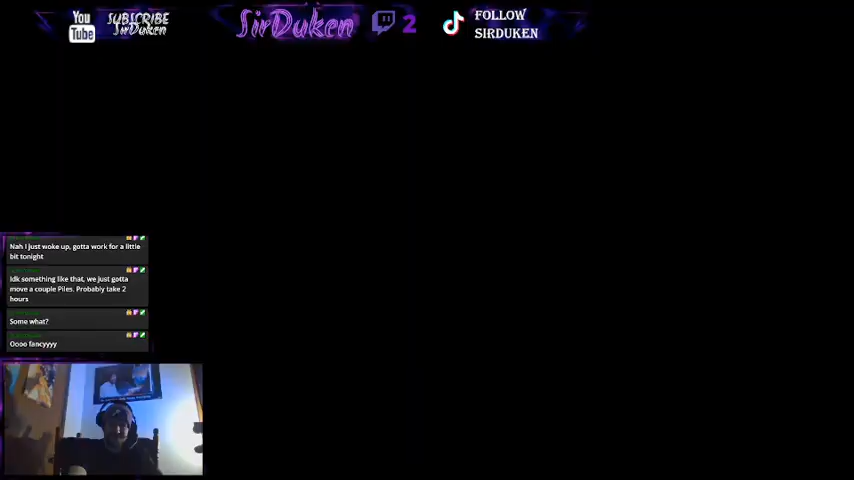 You
Tube
SUBSCRIBE
SirDuken
SirDuken
2
FOLLOW
SIRDUKEN
Nah I just woke up, gotta work for a little
bit tonight
Idk something like that, we just gotta
move a couple Piles. Probably take 2
hours
Some what?
Oooo fancyyyy